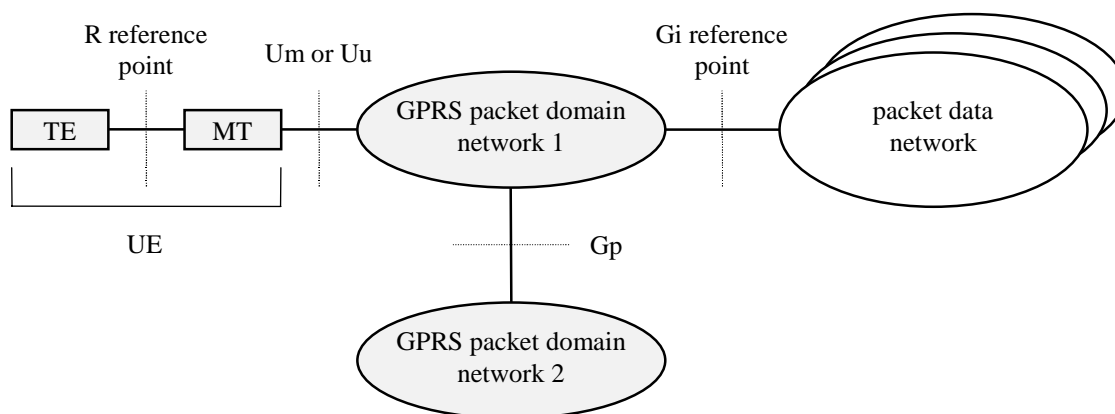 R reference
point
Um or Uu
Gi reference
point
TE
MT
GPRS packet domain
network 1
packet data
network
UE
Gp
GPRS packet domain
network 2